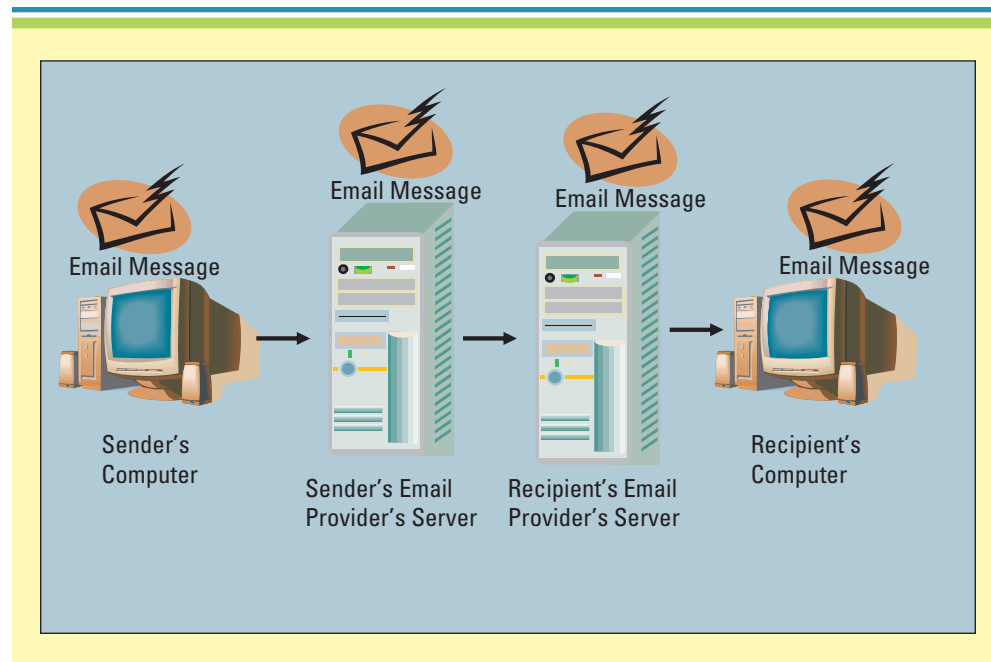 Email Message
Email Message
Email Message
Email Message
Sender's
Computer
Sender's Email
Provider's Server
Recipient's Email
Provider's Server
Recipient's
Computer